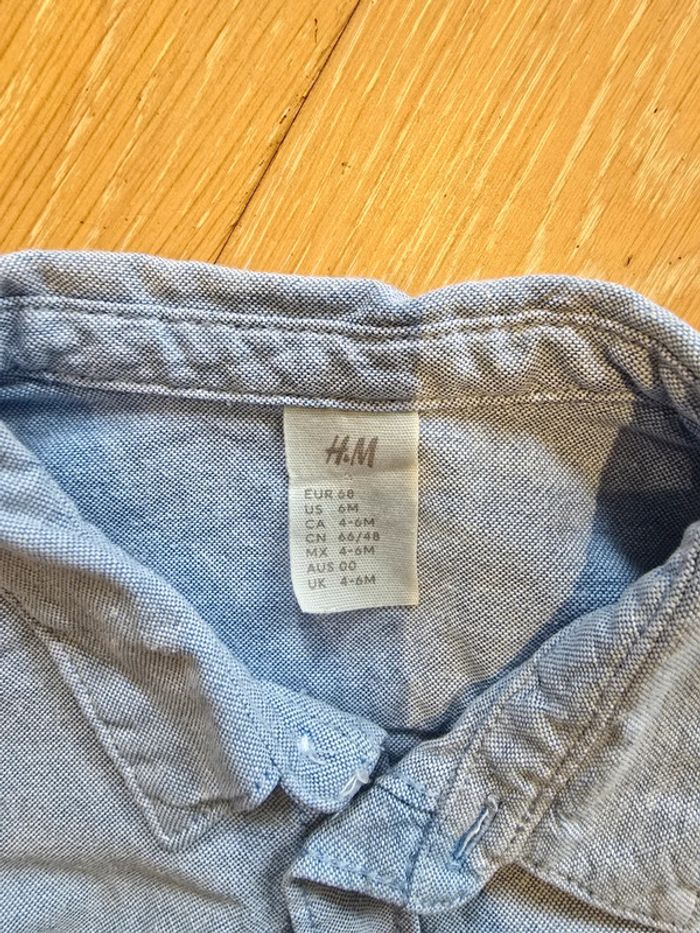 H&M
EUR 68
US 6M
CA 4-6M
CN 66/48
MX 4-6M
AUS 00
UK 4-6M